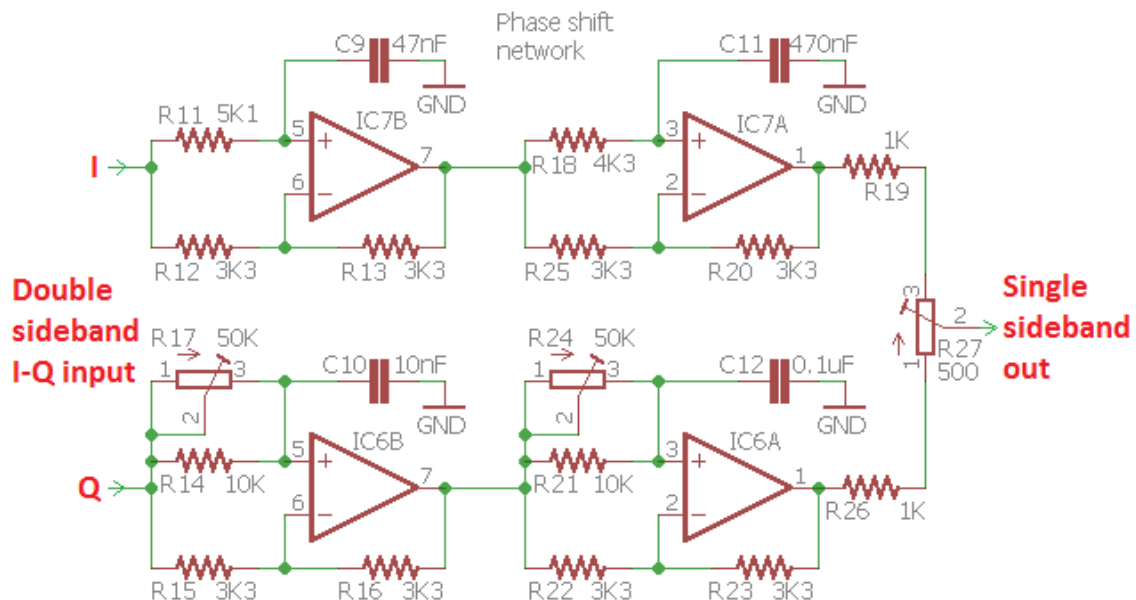 Phase shift
network
C9 47nF
C11 470nF
GND
GND
R11 5K1
IC7B
5
+
7
6
−
I
R18 4K3
IC7A
3
+
1
2
−
1K
R19
R12 3K3
R13 3K3
R25 3K3
R20 3K3
Double
sideband
I-Q input
3
2
1
R27
500
Single
sideband
out
R17 50K
1 3
2
C10 10nF
GND
R24 50K
1 3
2
C12 0.1uF
GND
IC6B
5
+
7
6
−
R14 10K
Q
IC6A
3
+
1
2
−
R21 10K
R26 1K
R15 3K3
R16 3K3
R22 3K3
R23 3K3